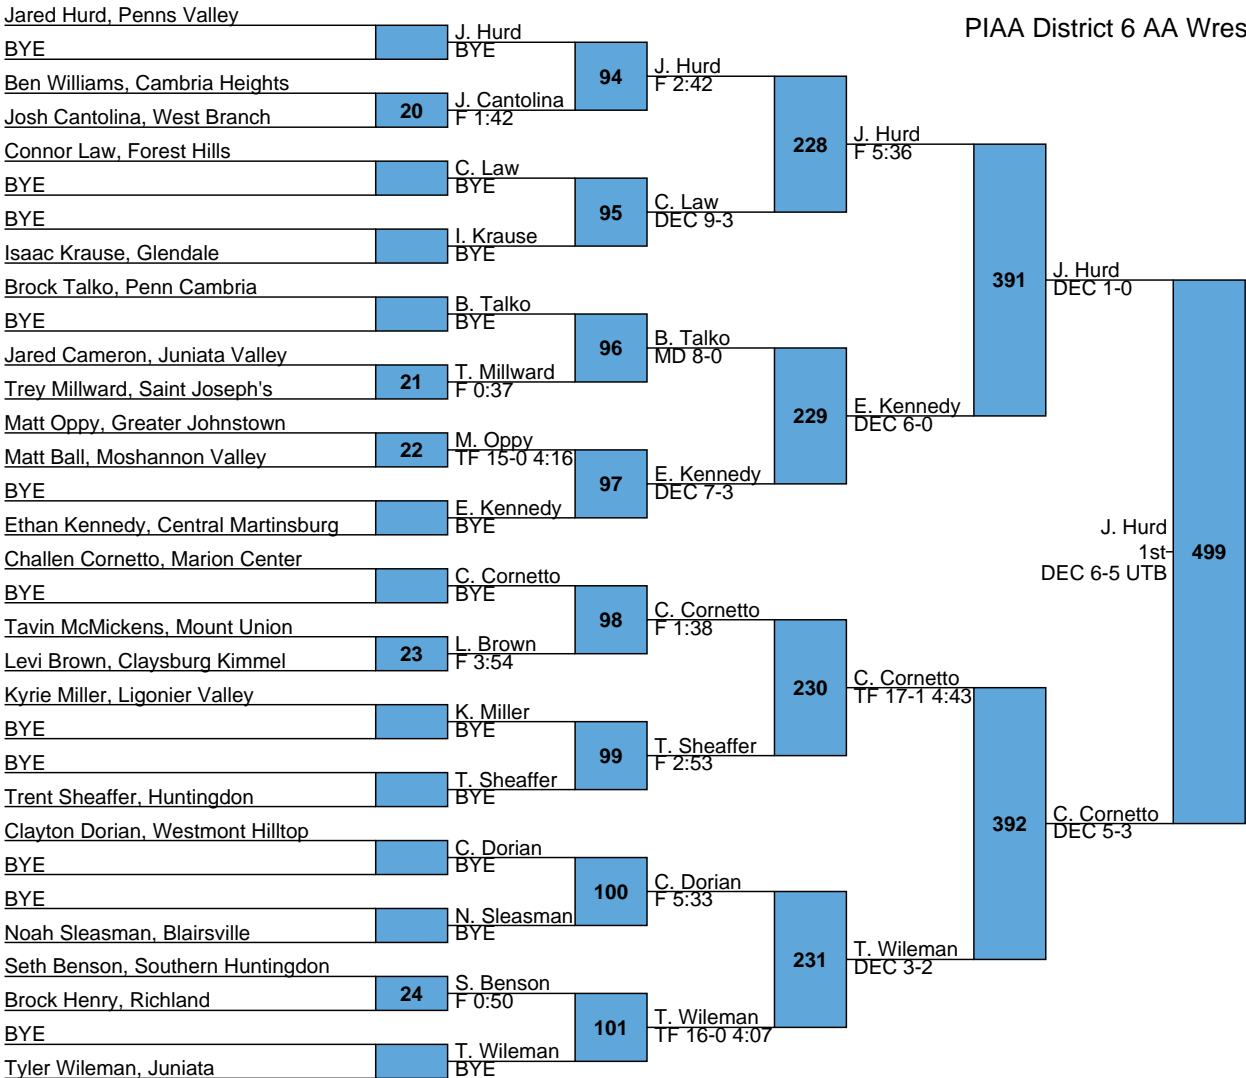 PIAA District 6 AA Wres
Jared Hurd, Penns Valley
BYE
Ben Williams, Cambria Heights
Josh Cantolina, West Branch
Connor Law, Forest Hills
BYE
BYE
Isaac Krause, Glendale
Brock Talko, Penn Cambria
BYE
Jared Cameron, Juniata Valley
Trey Millward, Saint Joseph's
Matt Oppy, Greater Johnstown
Matt Ball, Moshannon Valley
BYE
Ethan Kennedy, Central Martinsburg
Challen Cornetto, Marion Center
BYE
Tavin McMickens, Mount Union
Levi Brown, Claysburg Kimmel
Kyrie Miller, Ligonier Valley
BYE
BYE
Trent Sheaffer, Huntingdon
Clayton Dorian, Westmont Hilltop
BYE
BYE
Noah Sleasman, Blairsville
Seth Benson, Southern Huntingdon
Brock Henry, Richland
BYE
Tyler Wileman, Juniata
20
21
22
23
24
J. Hurd
BYE
J. Cantolina
F 1:42
C. Law
BYE
I. Krause
BYE
B. Talko
BYE
T. Millward
F 0:37
M. Oppy
TF 15-0 4:16
E. Kennedy
BYE
C. Cornetto
BYE
L. Brown
F 3:54
K. Miller
BYE
T. Sheaffer
BYE
C. Dorian
BYE
N. Sleasman
BYE
S. Benson
F 0:50
T. Wileman
BYE
94
95
96
97
98
99
100
101
J. Hurd
F 2:42
C. Law
DEC 9-3
B. Talko
MD 8-0
E. Kennedy
DEC 7-3
C. Cornetto
F 1:38
T. Sheaffer
F 2:53
C. Dorian
F 5:33
T. Wileman
TF 16-0 4:07
228
229
230
231
J. Hurd
F 5:36
E. Kennedy
DEC 6-0
C. Cornetto
TF 17-1 4:43
T. Wileman
DEC 3-2
391
392
J. Hurd
DEC 1-0
C. Cornetto
DEC 5-3
J. Hurd
1st
DEC 6-5 UTB
499